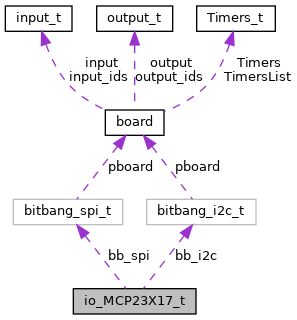 input_t
output_t
Timers_t
input
input_ids
output
output_ids
Timers
TimersList
board
pboard
pboard
bitbang_spi_t
bitbang_i2c_t
bb_spi
bb_i2c
io_MCP23X17_t